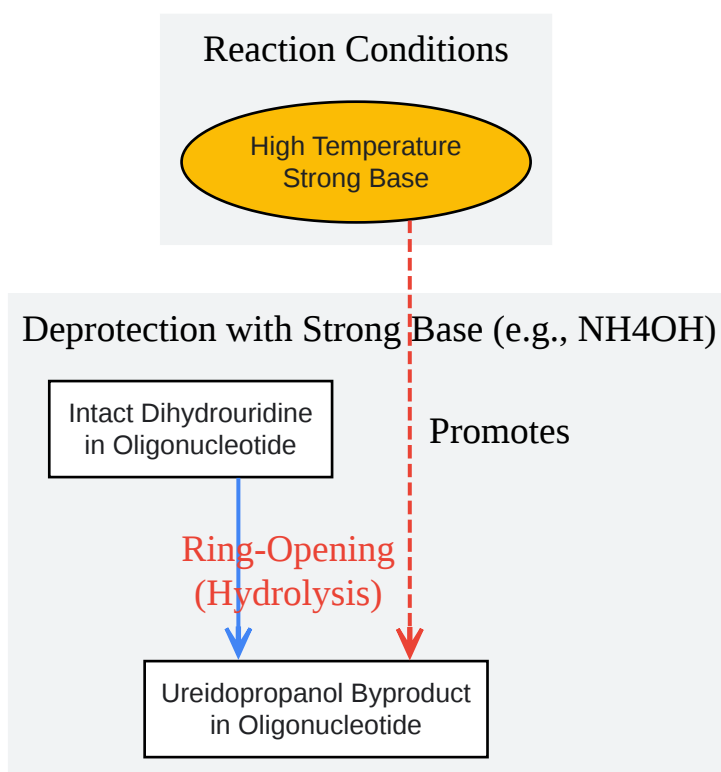 Reaction Conditions
High Temperature
Strong Base
Deprotection with Strong Base (e.g., NH4OH)
Intact Dihydrouridine
in Oligonucleotide
Promotes
Ring-Opening
(Hydrolysis)
Ureidopropanol Byproduct
in Oligonucleotide